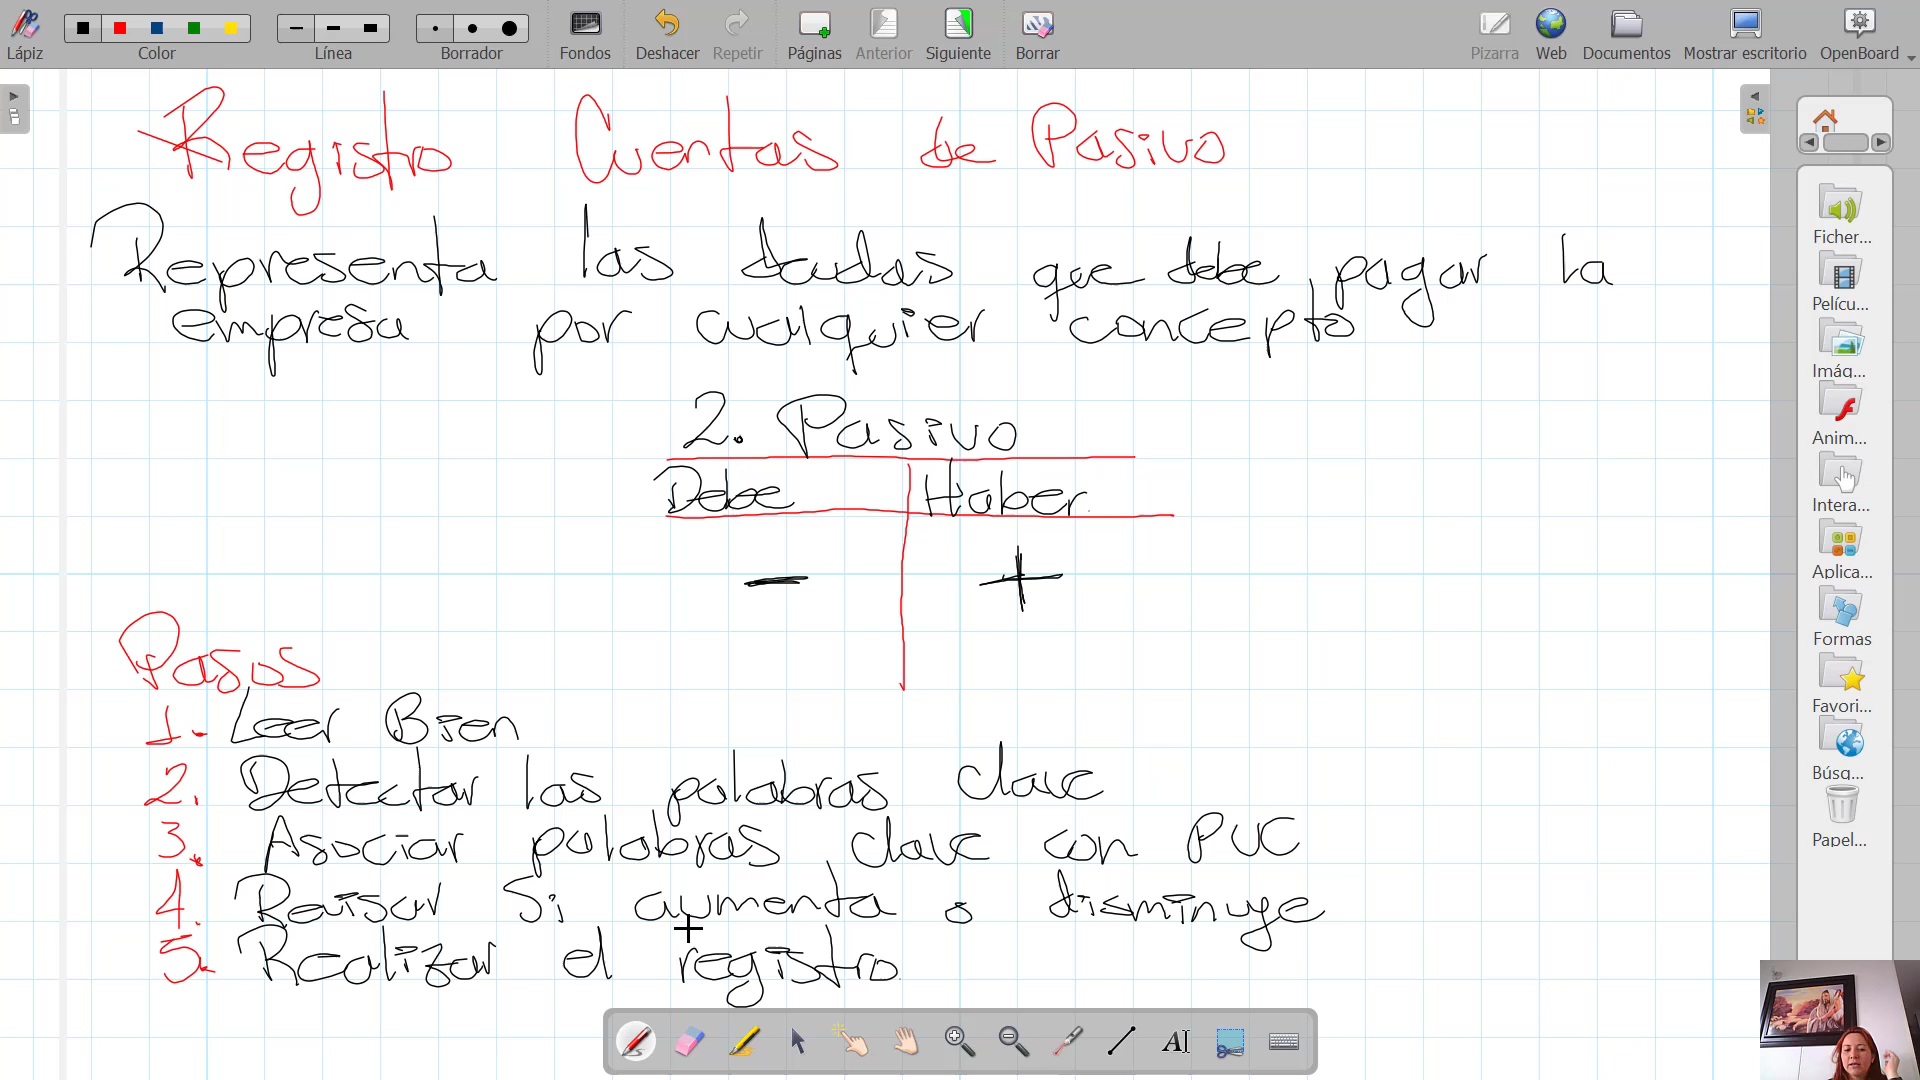 Lápiz Color Línea Borrador Fondos Deshacer Repetir Páginas Anterior Siguiente Borrar Pizarra Web Documentos Mostrar escritorio OpenBoard
Registro Cuentas de Pasivo
Representa las deudas que debe pagar la
empresa por cualquier concepto
2. Pasivo
Debe Haber
- +
Pasos
1. Leer Bien
2. Detectar las palabras clave
3. Asociar palabras clave con PUC
4. Revisar Si aumenta o disminuye
5. Realizar el registro.
Ficher...
Pelícu...
Imág...
Anim...
Intera...
Aplica...
Formas
Favori...
Búsq...
Papel...
AI